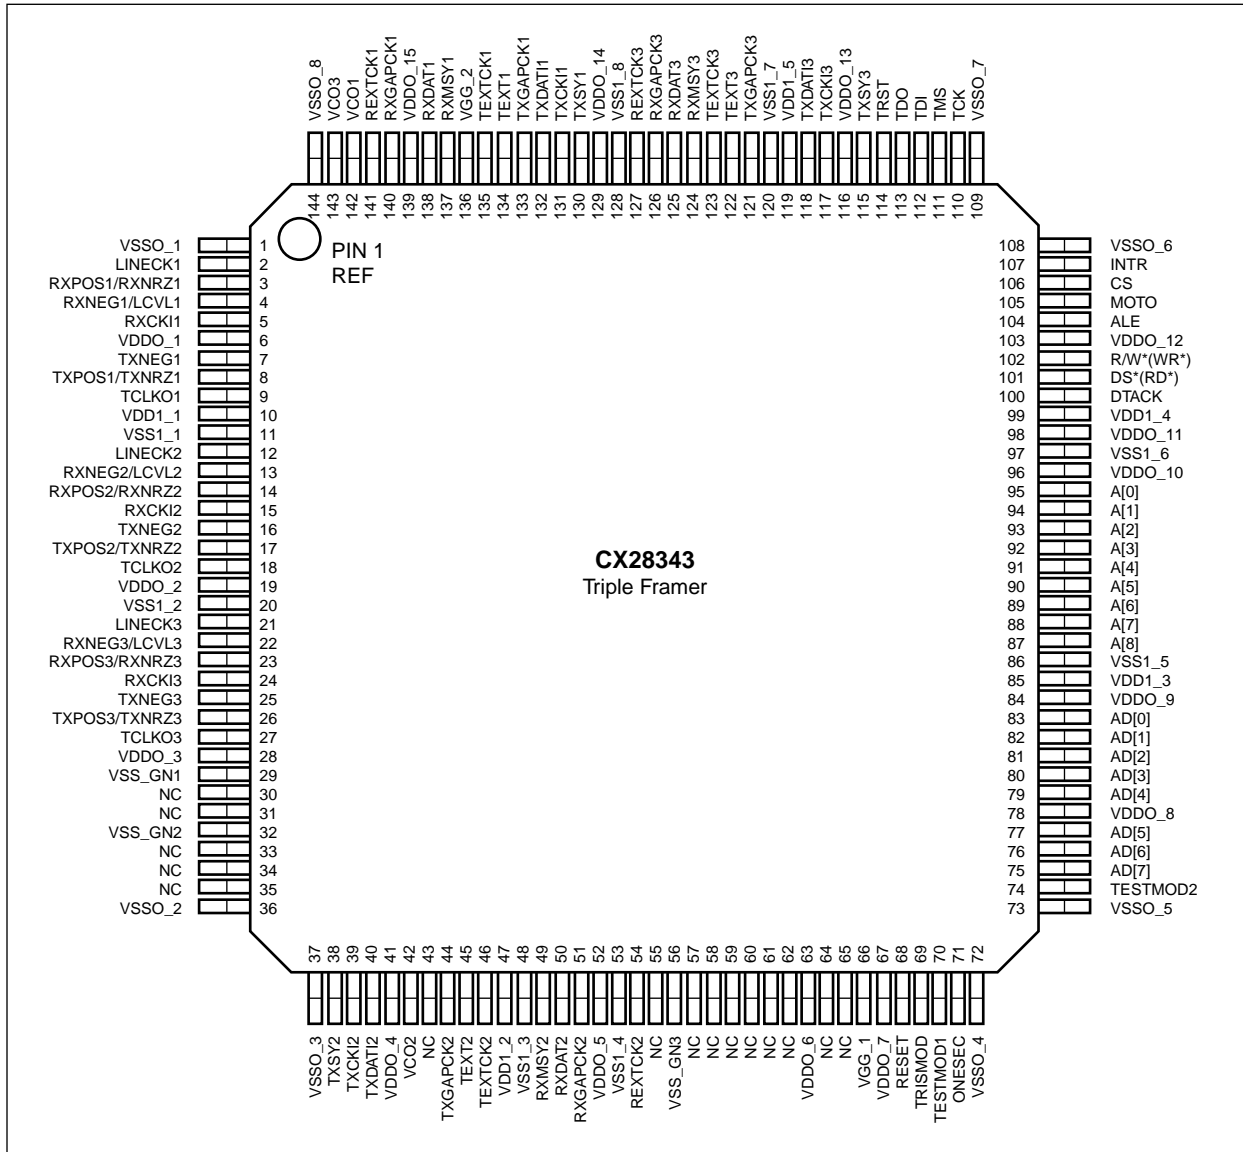 VSSO_8
VCO3
VCO1
REXTCK1
RXGAPCK1
VDDO_15
RXDAT1
RXMSY1
VGG_2
TEXTCK1
TEXT1
TXGAPCK1
TXDATI1
TXCKI1
TXSY1
VDDO_14
VSS1_8
REXTCK3
RXGAPCK3
RXDAT3
RXMSY3
TEXTCK3
TEXT3
TXGAPCK3
VSS1_7
VDD1_5
TXDATI3
TXCKI3
VDDO_13
TXSY3
TRST
TDO
TDI
TMS
TCK
VSSO_7
144
143
142
141
140
139
138
137
136
135
134
133
132
131
130
129
128
127
126
125
124
123
122
121
120
119
118
117
116
115
114
113
112
111
110
109
VSSO_1 1
LINECK1 2
RXPOS1/RXNRZ1 3
RXNEG1/LCVL1 4
RXCKI1 5
VDDO_1 6
TXNEG1 7
TXPOS1/TXNRZ1 8
TCLKO1 9
VDD1_1 10
VSS1_1 11
LINECK2 12
RXNEG2/LCVL2 13
RXPOS2/RXNRZ2 14
RXCKI2 15
TXNEG2 16
TXPOS2/TXNRZ2 17
TCLKO2 18
VDDO_2 19
VSS1_2 20
LINECK3 21
RXNEG3/LCVL3 22
RXPOS3/RXNRZ3 23
RXCKI3 24
TXNEG3 25
TXPOS3/TXNRZ3 26
TCLKO3 27
VDDO_3 28
VSS_GN1 29
NC 30
NC 31
VSS_GN2 32
NC 33
NC 34
NC 35
VSSO_2 36
PIN 1
REF
CX28343
Triple Framer
108 VSSO_6
107 INTR
106 CS
105 MOTO
104 ALE
103 VDDO_12
102 R/W*(WR*)
101 DS*(RD*)
100 DTACK
99 VDD1_4
98 VDDO_11
97 VSS1_6
96 VDDO_10
95 A[0]
94 A[1]
93 A[2]
92 A[3]
91 A[4]
90 A[5]
89 A[6]
88 A[7]
87 A[8]
86 VSS1_5
85 VDD1_3
84 VDDO_9
83 AD[0]
82 AD[1]
81 AD[2]
80 AD[3]
79 AD[4]
78 VDDO_8
77 AD[5]
76 AD[6]
75 AD[7]
74 TESTMOD2
73 VSSO_5
37
38
39
40
41
42
43
44
45
46
47
48
49
50
51
52
53
54
55
56
57
58
59
60
61
62
63
64
65
66
67
68
69
70
71
72
VSSO_3
TXSY2
TXCKI2
TXDATI2
VDDO_4
VCO2
NC
TXGAPCK2
TEXT2
TEXTCK2
VDD1_2
VSS1_3
RXMSY2
RXDAT2
RXGAPCK2
VDDO_5
VSS1_4
REXTCK2
NC
VSS_GN3
NC
NC
NC
NC
NC
NC
VDDO_6
NC
NC
VGG_1
VDDO_7
RESET
TRISMOD
TESTMOD1
ONESEC
VSSO_4